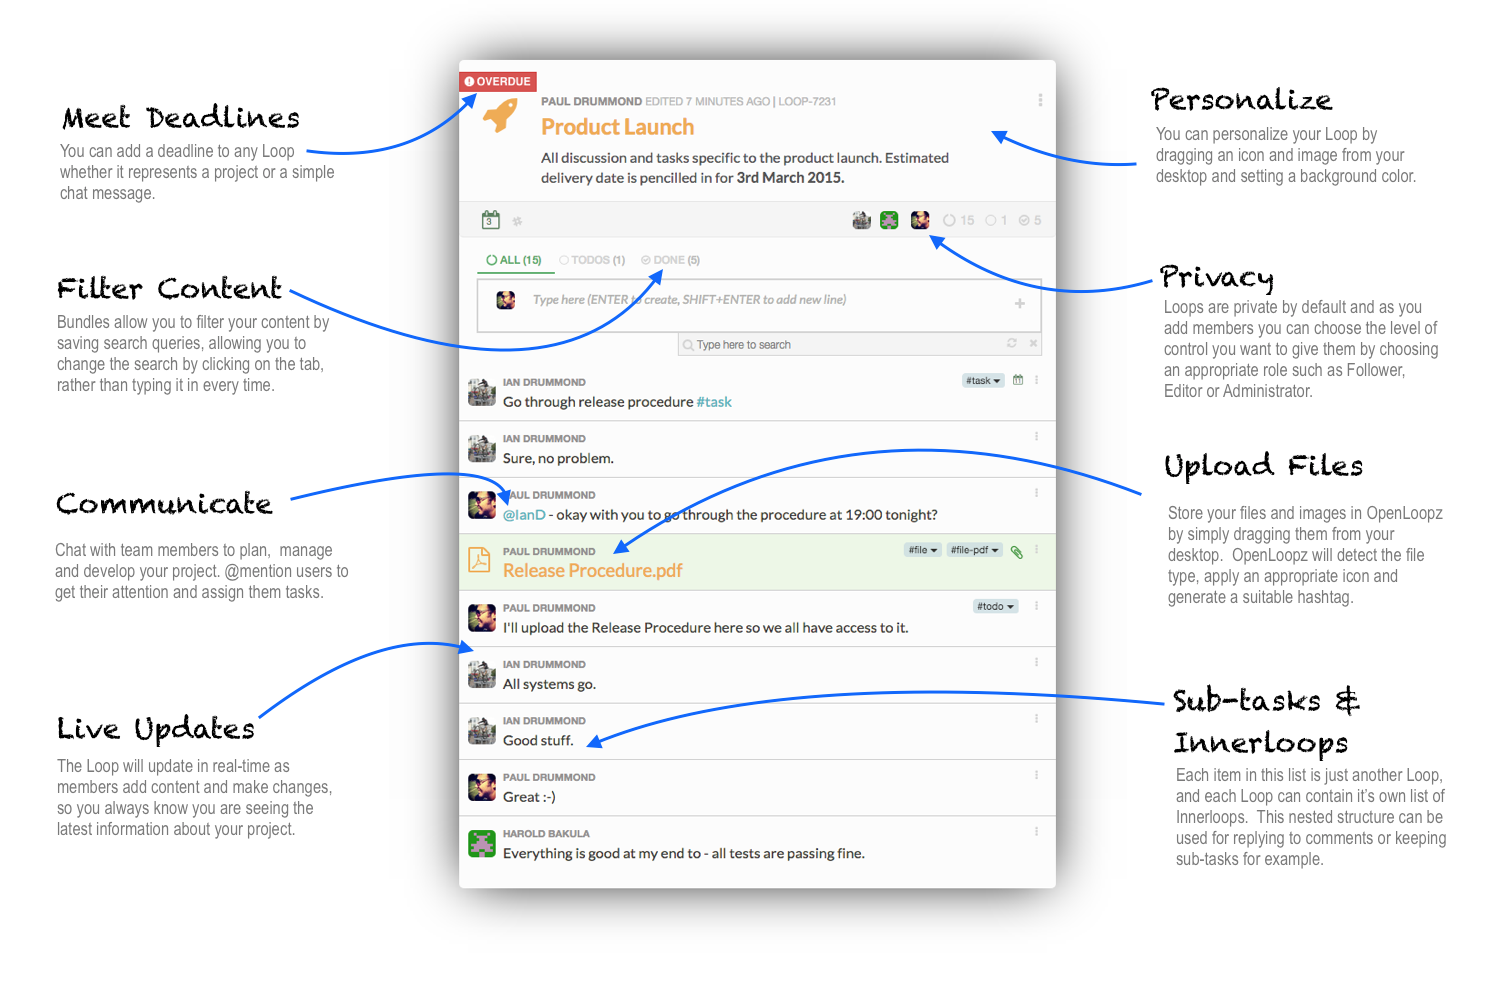 Meet Deadlines
You can add a deadline to any Loop
whether it represents a project or a simple
chat message.
Filter Content
Bundles allow you to filter your content by
saving search queries, allowing you to
change the search by clicking on the tab,
rather than typing it in every time.
Communicate
Chat with team members to plan,  manage
and develop your project. @mention users to
get their attention and assign them tasks.
Live Updates
The Loop will update in real-time as
members add content and make changes,
so you always know you are seeing the
latest information about your project.
OVERDUE
PAUL DRUMMOND EDITED 7 MINUTES AGO | LOOP-7231
Product Launch
All discussion and tasks specific to the product launch. Estimated
delivery date is pencilled in for 3rd March 2015.
3 15 1 5
ALL (15) TODOS (1) DONE (5)
Type here (ENTER to create, SHIFT+ENTER to add new line)
Type here to search
IAN DRUMMOND #task
Go through release procedure #task
IAN DRUMMOND
Sure, no problem.
PAUL DRUMMOND
@IanD - okay with you to go through the procedure at 19:00 tonight?
PAUL DRUMMOND #file #file-pdf
Release Procedure.pdf
PAUL DRUMMOND #todo
I'll upload the Release Procedure here so we all have access to it.
IAN DRUMMOND
All systems go.
IAN DRUMMOND
Good stuff.
PAUL DRUMMOND
Great :-)
HAROLD BAKULA
Everything is good at my end to - all tests are passing fine.
Personalize
You can personalize your Loop by
dragging an icon and image from your
desktop and setting a background color.
Privacy
Loops are private by default and as you
add members you can choose the level of
control you want to give them by choosing
an appropriate role such as Follower,
Editor or Administrator.
Upload Files
Store your files and images in OpenLoopz
by simply dragging them from your
desktop.  OpenLoopz will detect the file
type, apply an appropriate icon and
generate a suitable hashtag.
Sub-tasks &
Innerloops
Each item in this list is just another Loop,
and each Loop can contain it's own list of
Innerloops.  This nested structure can be
used for replying to comments or keeping
sub-tasks for example.